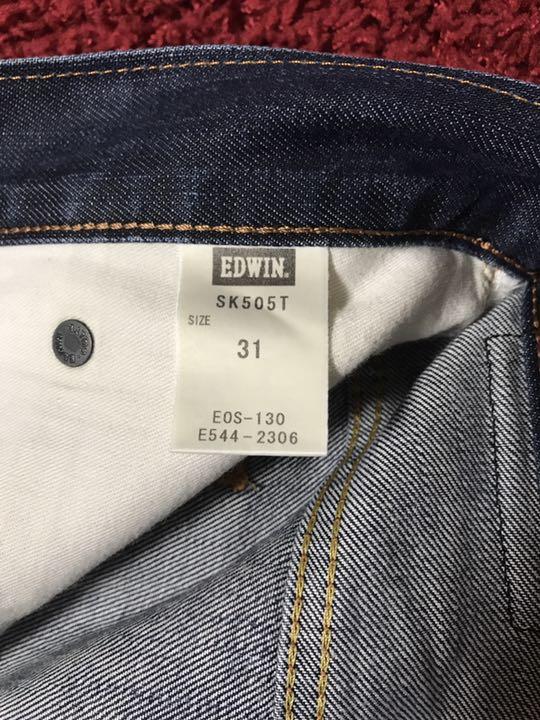 EDWIN.
SK505T
SIZE
31
EOS-130
E544-2306